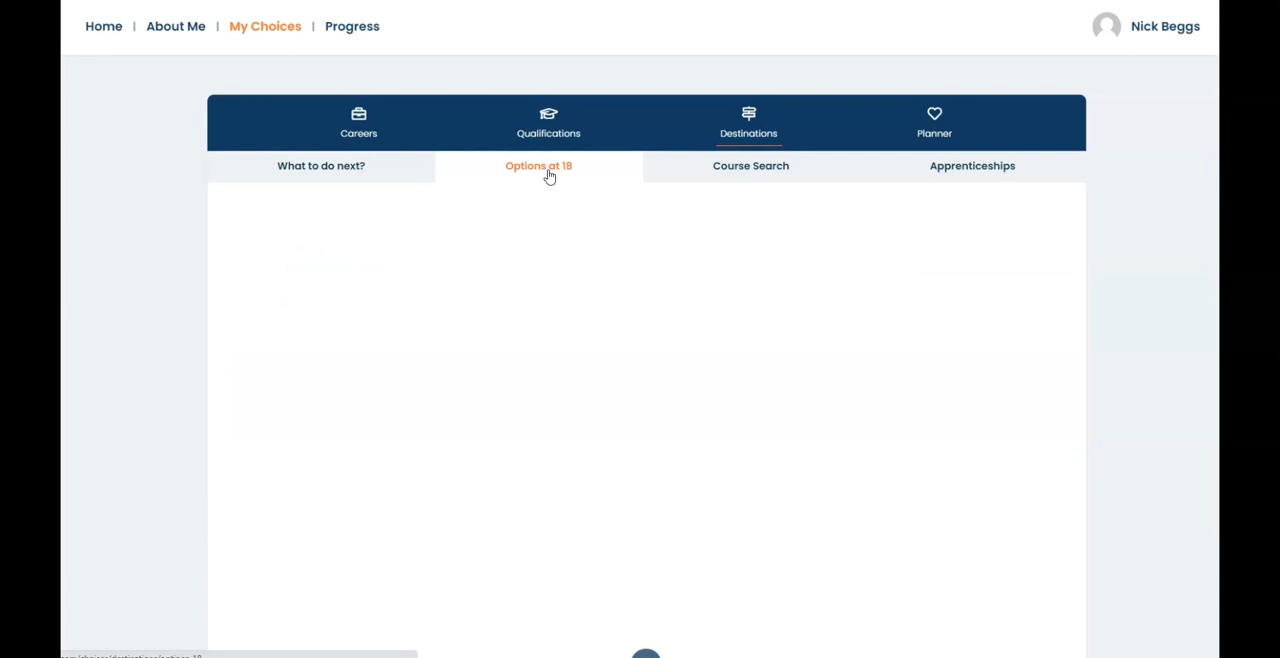 Home | About Me | My Choices | Progress
Nick Beggs
Careers
Qualifications
Destinations
Planner
What to do next?
Options at 18
Course Search
Apprenticeships